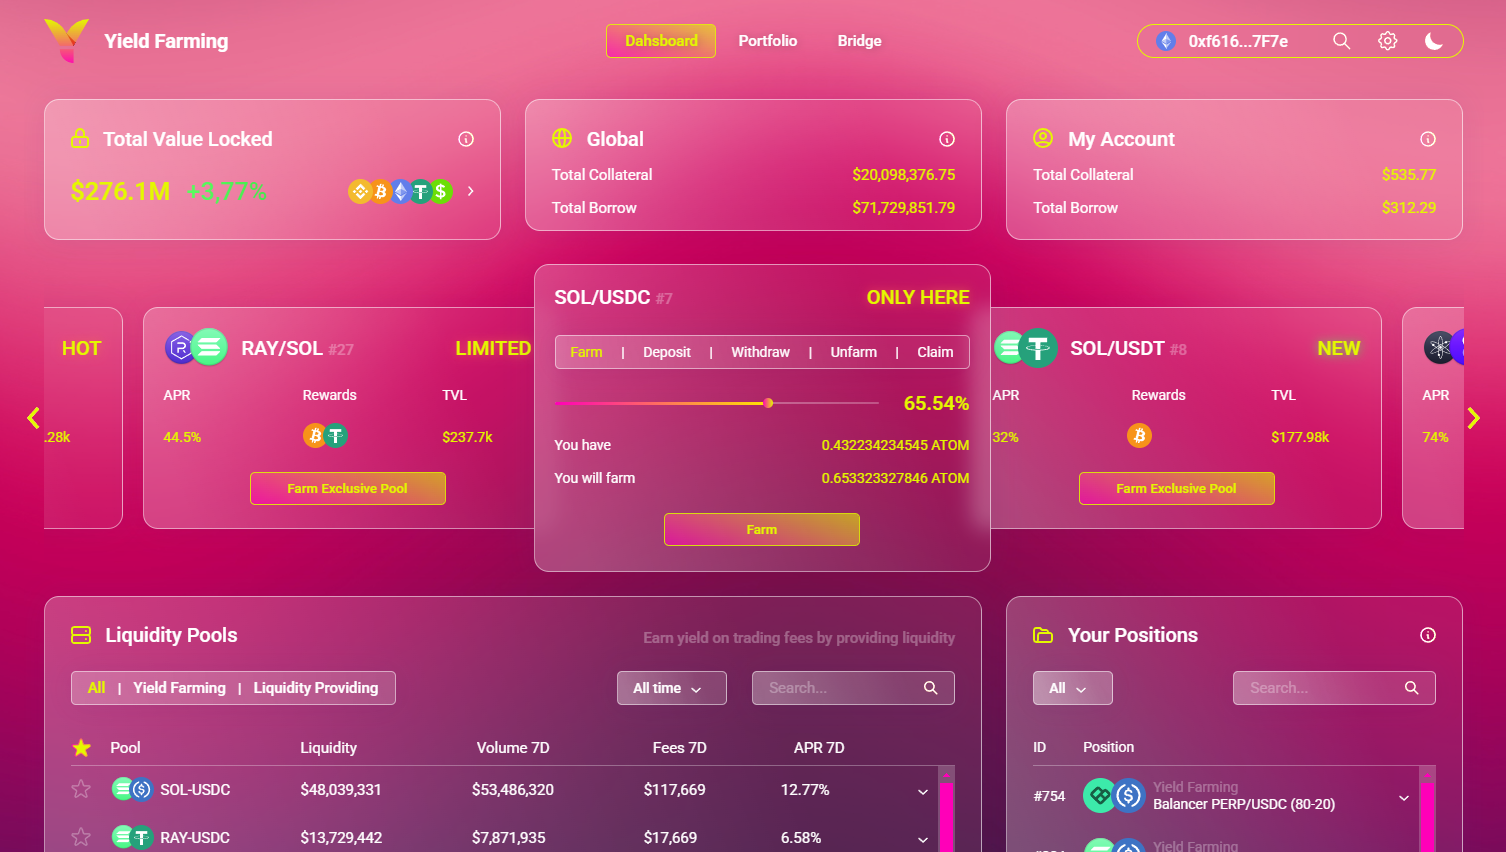 Yield Farming
Dahsboard
Portfolio
Bridge
0xf616...7F7e
Total Value Locked
$276.1M +3,77%
Global
Total Collateral $20,098,376.75
Total Borrow $71,729,851.79
My Account
Total Collateral $535.77
Total Borrow $312.29
HOT
.28k
RAY/SOL #27 LIMITED
APR Rewards TVL
44.5% $237.7k
Farm Exclusive Pool
SOL/USDC #7 ONLY HERE
Farm | Deposit | Withdraw | Unfarm | Claim
65.54%
You have 0.432234234545 ATOM
You will farm 0.653323327846 ATOM
Farm
SOL/USDT #8 NEW
APR Rewards TVL
32% $177.98k
Farm Exclusive Pool
APR
74%
Liquidity Pools
Earn yield on trading fees by providing liquidity
All | Yield Farming | Liquidity Providing
All time
Search...
Pool Liquidity Volume 7D Fees 7D APR 7D
SOL-USDC $48,039,331 $53,486,320 $117,669 12.77%
RAY-USDC $13,729,442 $7,871,935 $17,669 6.58%
Your Positions
All
Search...
ID Position
#754
Yield Farming
Balancer PERP/USDC (80-20)
Yield Farming